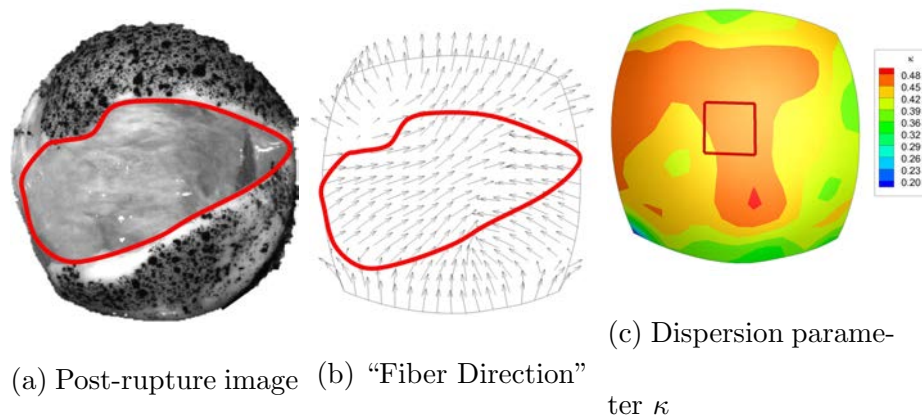 κ
0.48
0.45
0.42
0.39
0.36
0.32
0.29
0.26
0.23
0.20
(a) Post-rupture image
(b) “Fiber Direction”
(c) Dispersion parame-
ter κ